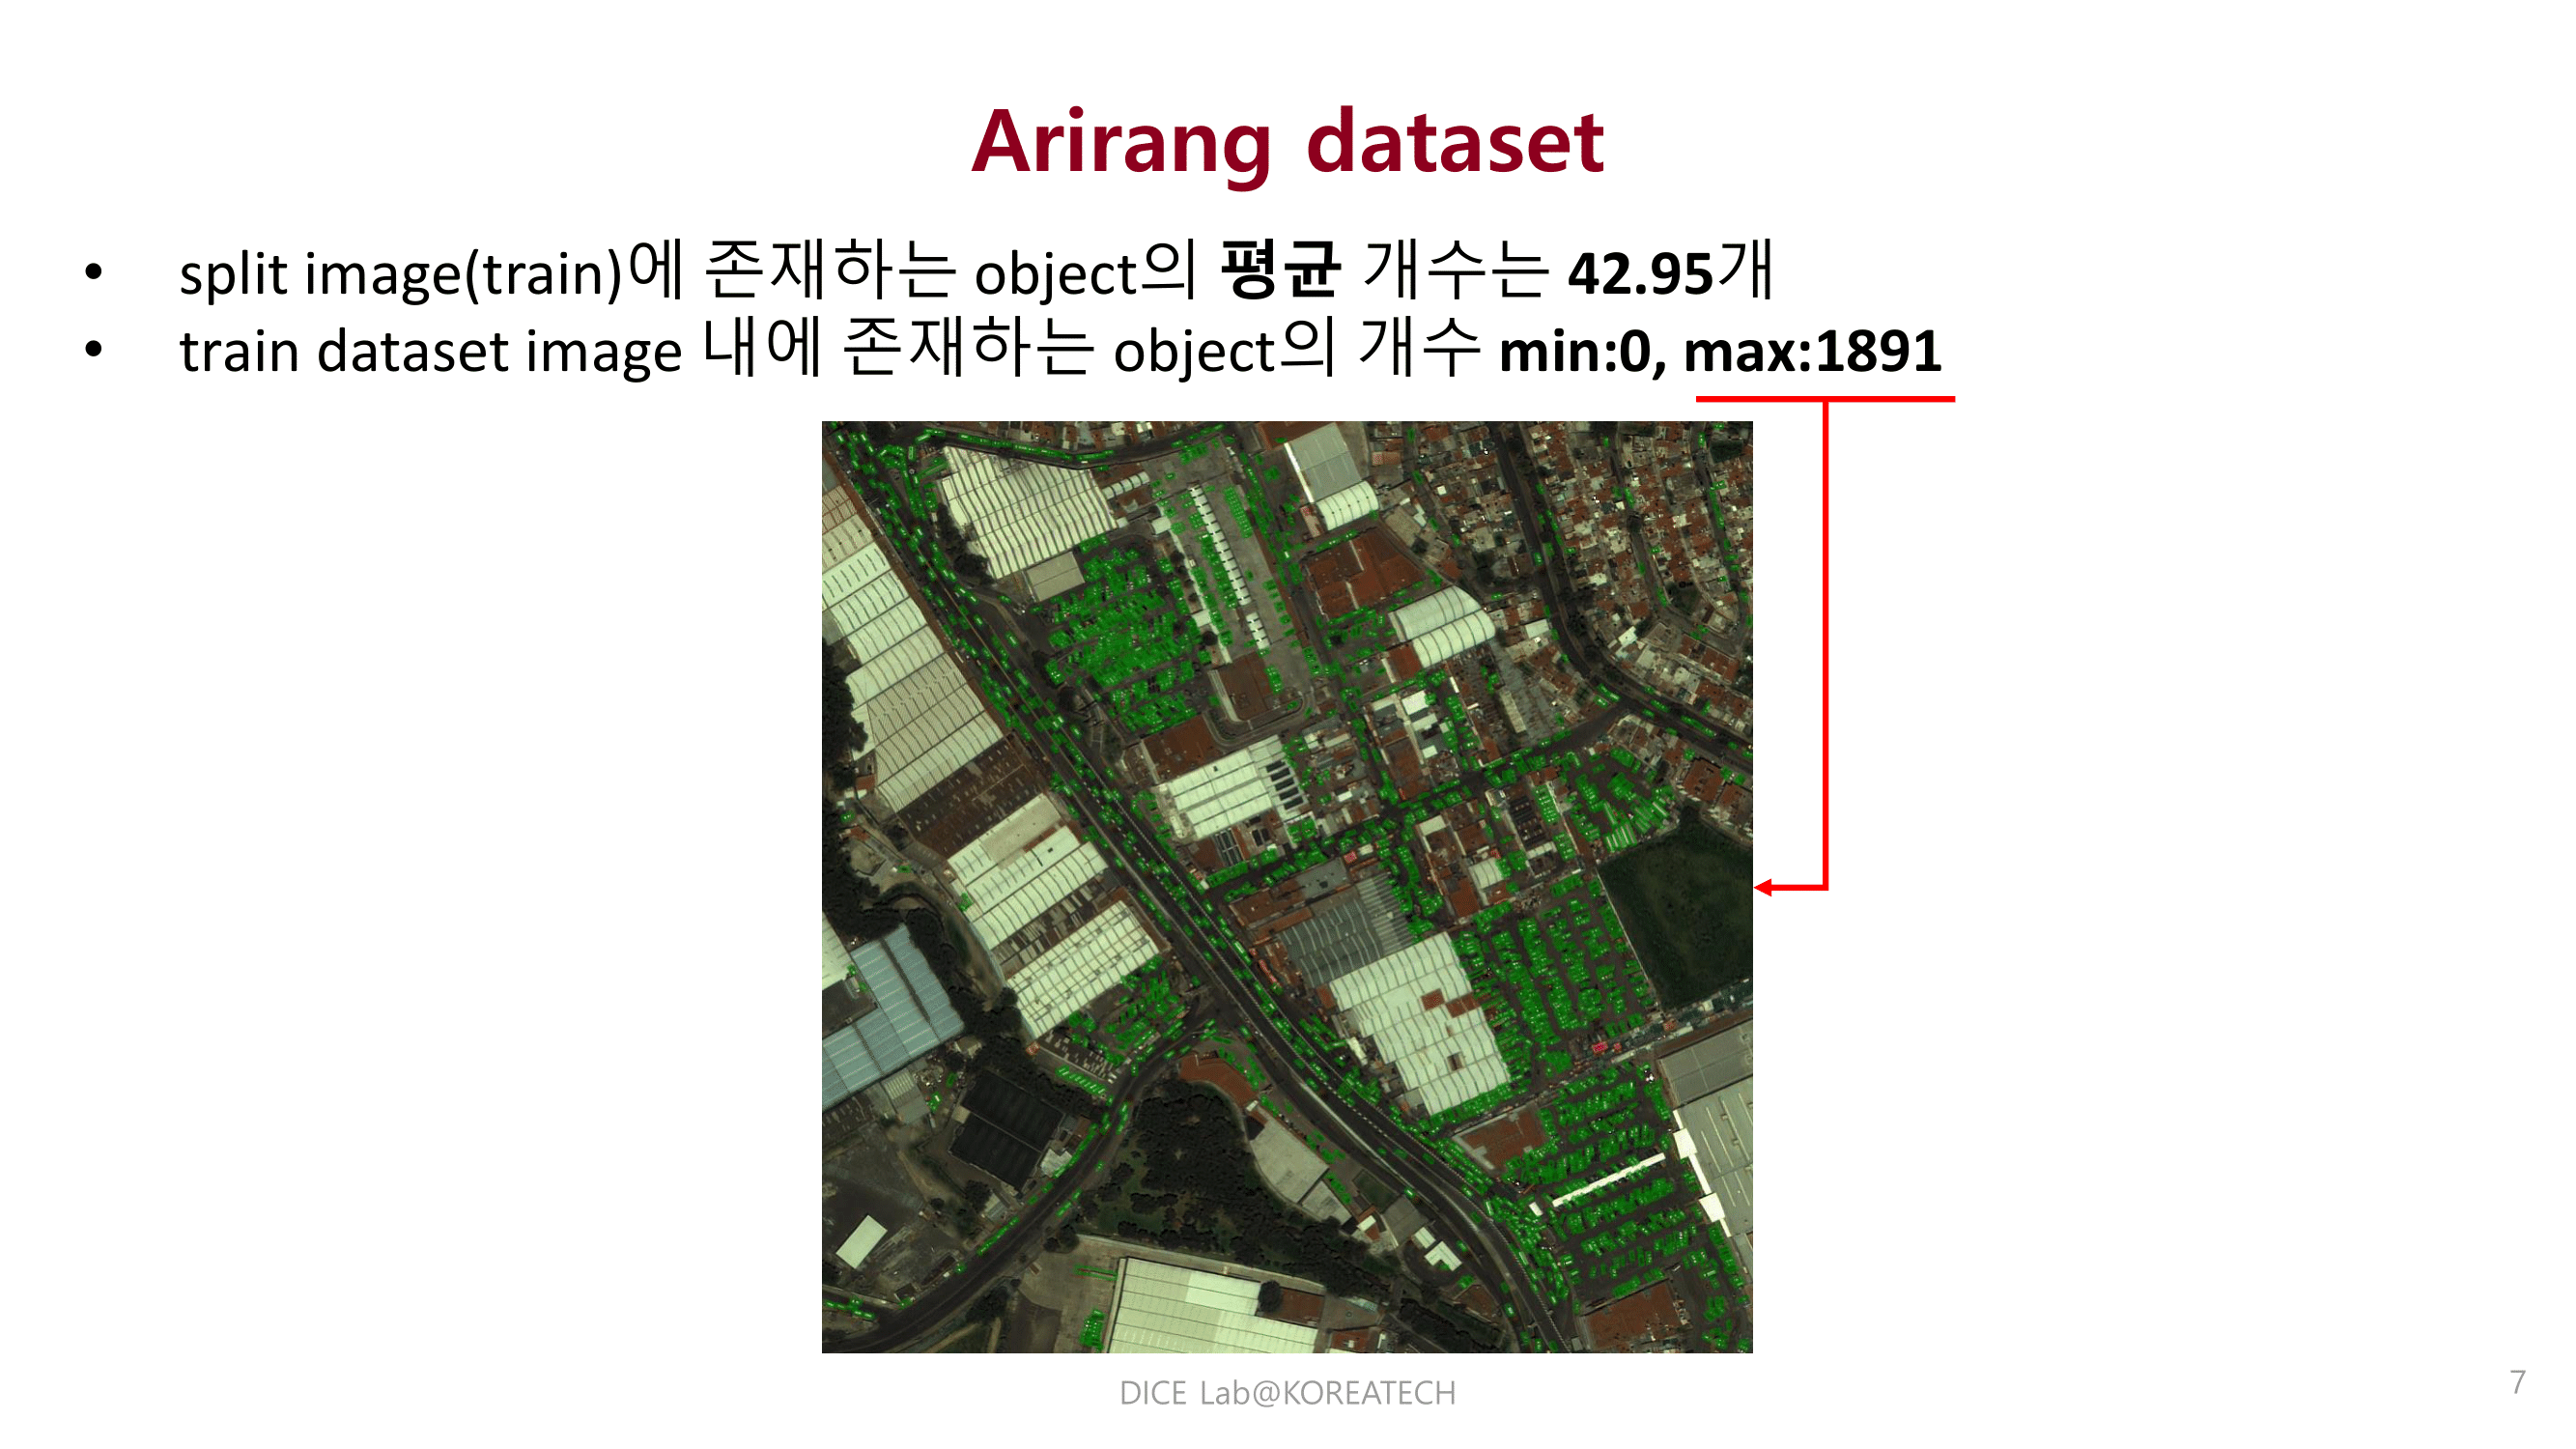 Arirang dataset
• split image(train)에 존재하는 object의 평균 개수는 42.95개
• train dataset image 내에 존재하는 object의 개수 min:0, max:1891
DICE Lab@KOREATECH
7